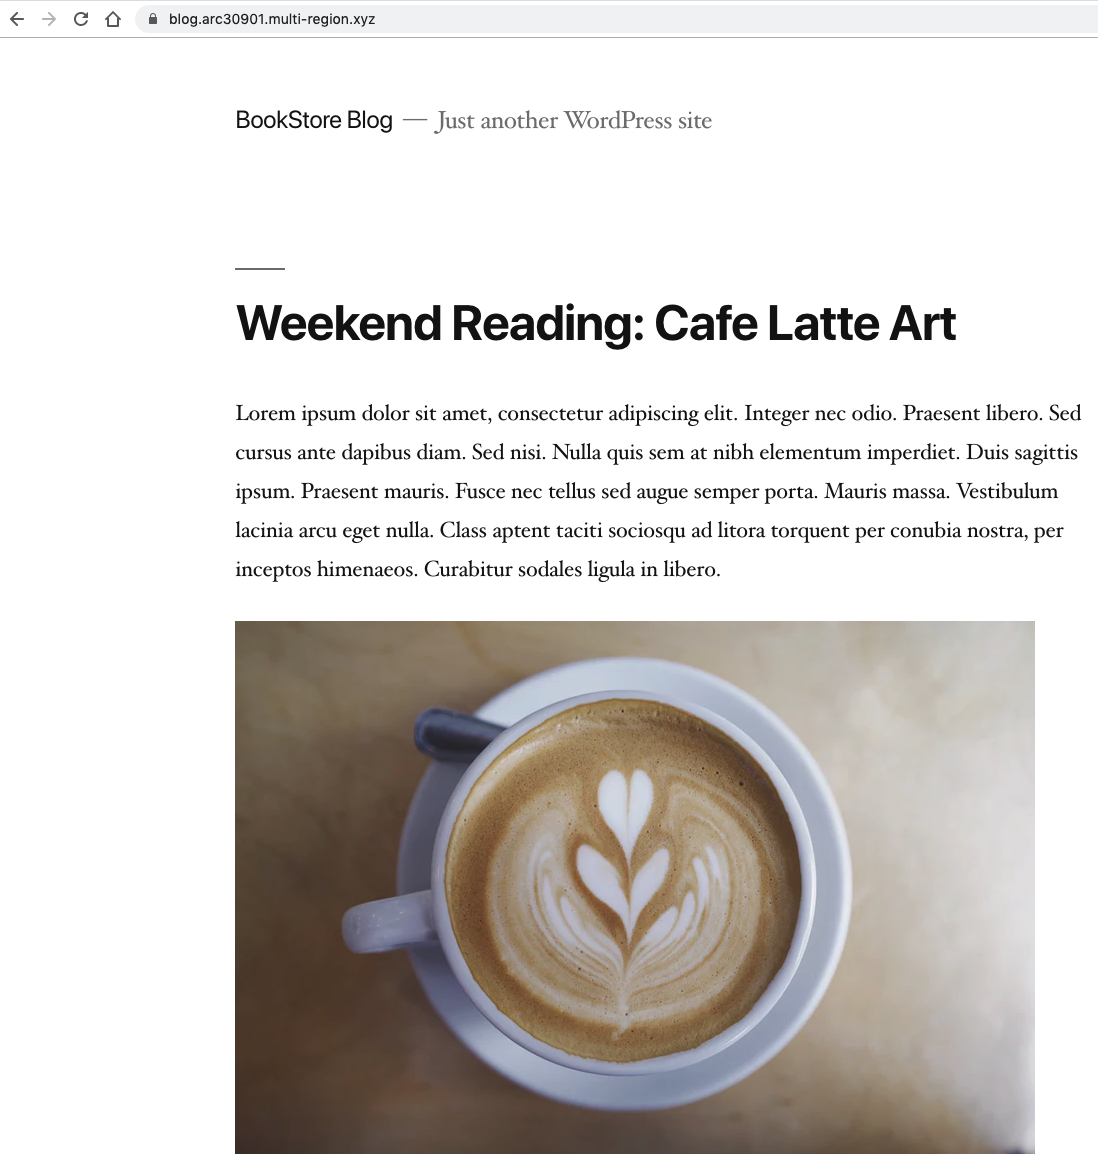 blog.arc30901.multi-region.xyz
BookStore Blog — Just another WordPress site
Weekend Reading: Cafe Latte Art
Lorem ipsum dolor sit amet, consectetur adipiscing elit. Integer nec odio. Praesent libero. Sed
cursus ante dapibus diam. Sed nisi. Nulla quis sem at nibh elementum imperdiet. Duis sagittis
ipsum. Praesent mauris. Fusce nec tellus sed augue semper porta. Mauris massa. Vestibulum
lacinia arcu eget nulla. Class aptent taciti sociosqu ad litora torquent per conubia nostra, per
inceptos himenaeos. Curabitur sodales ligula in libero.